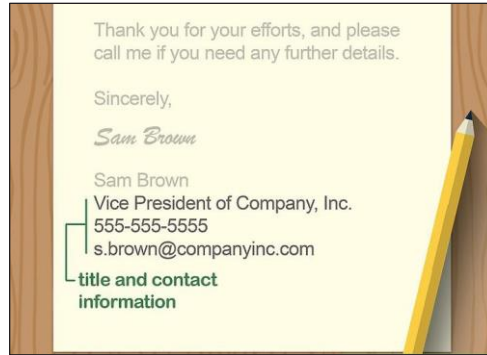 Thank you for your efforts, and please
call me if you need any further details.
Sincerely,
Sam Brown
Sam Brown
Vice President of Company, Inc.
555-555-5555
s.brown@companyinc.com
title and contact
information